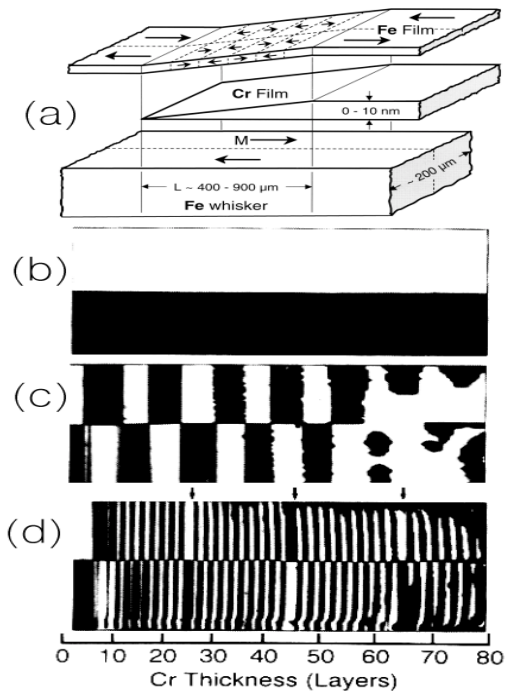 Fe Film
(a)
Cr Film
0 - 10 nm
M
L ~ 400 - 900 µm
~ 200 µm
Fe whisker
(b)
(c)
(d)
0 10 20 30 40 50 60 70 80
Cr Thickness (Layers)